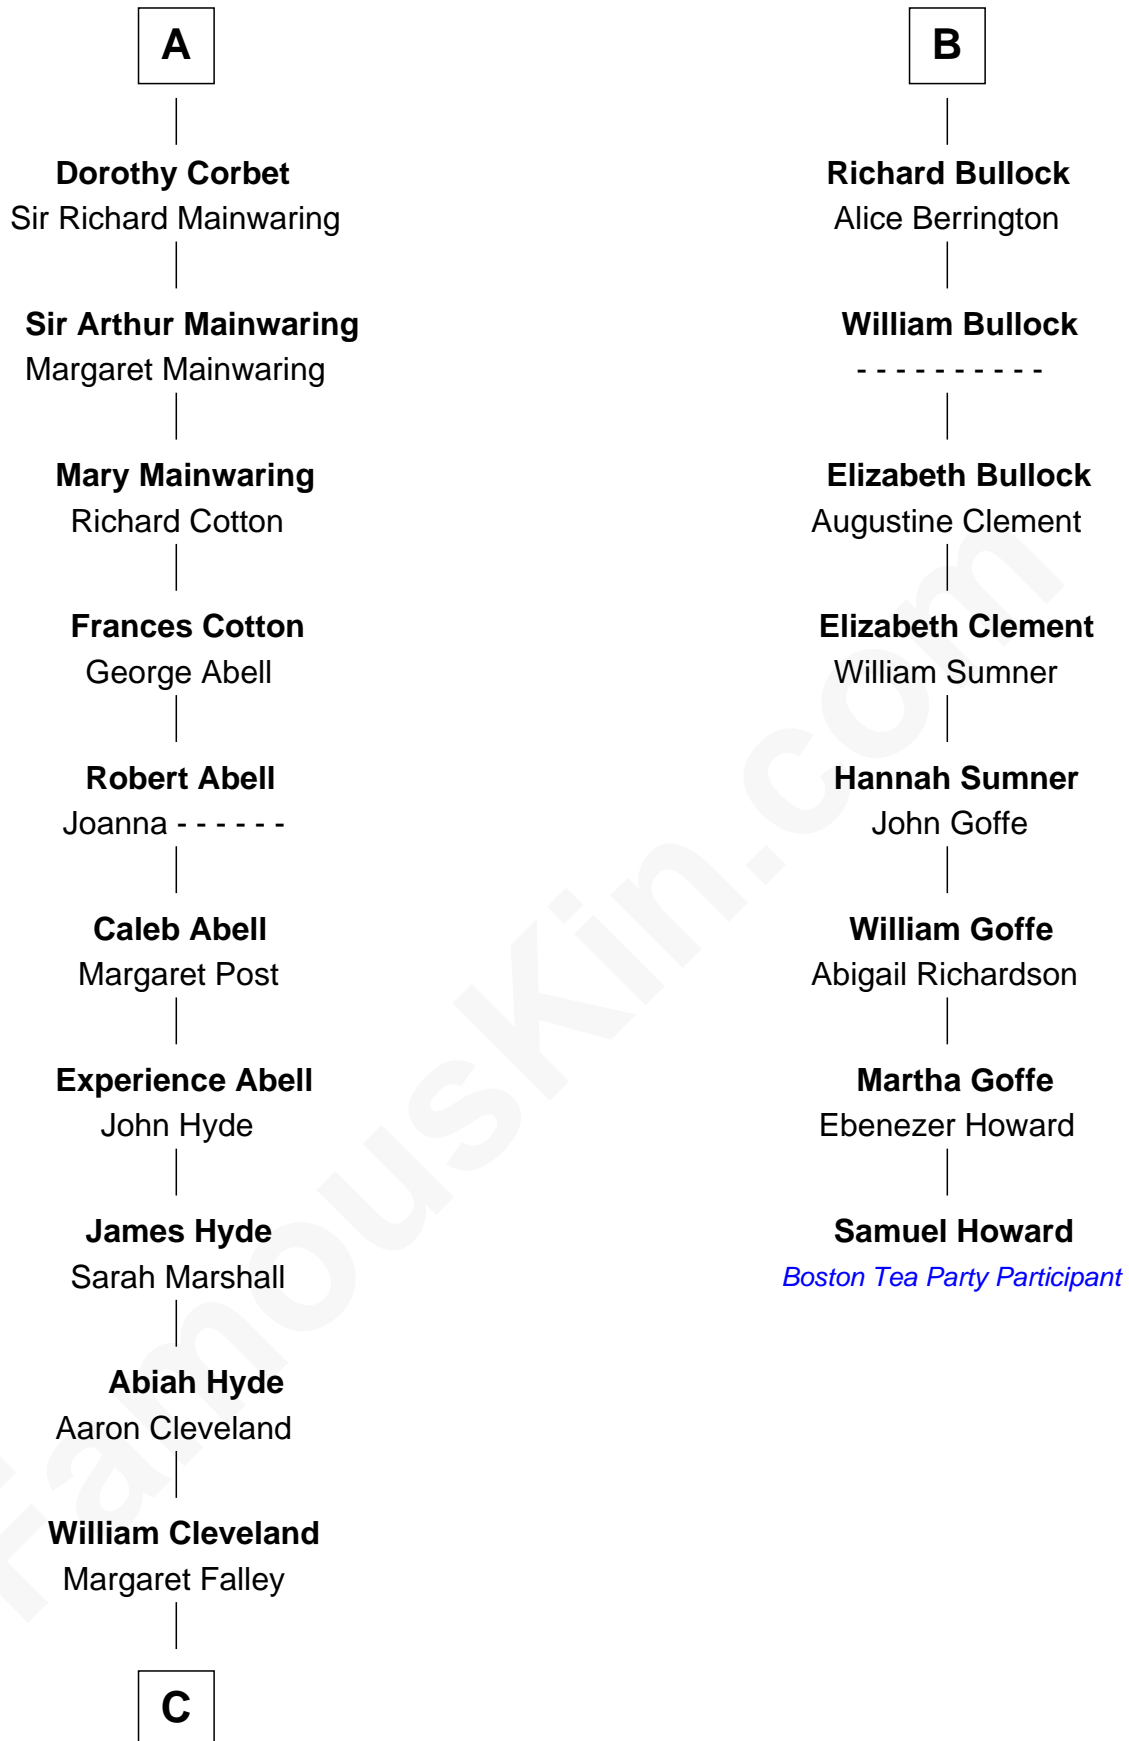 A
Dorothy Corbet
Sir Richard Mainwaring
Sir Arthur Mainwaring
Margaret Mainwaring
Mary Mainwaring
Richard Cotton
Frances Cotton
George Abell
Robert Abell
Joanna - - - - - -
Caleb Abell
Margaret Post
Experience Abell
John Hyde
James Hyde
Sarah Marshall
Abiah Hyde
Aaron Cleveland
William Cleveland
Margaret Falley
C
B
Richard Bullock
Alice Berrington
William Bullock
- - - - - - - - - -
Elizabeth Bullock
Augustine Clement
Elizabeth Clement
William Sumner
Hannah Sumner
John Goffe
William Goffe
Abigail Richardson
Martha Goffe
Ebenezer Howard
Samuel Howard
Boston Tea Party Participant
FamousKin.com